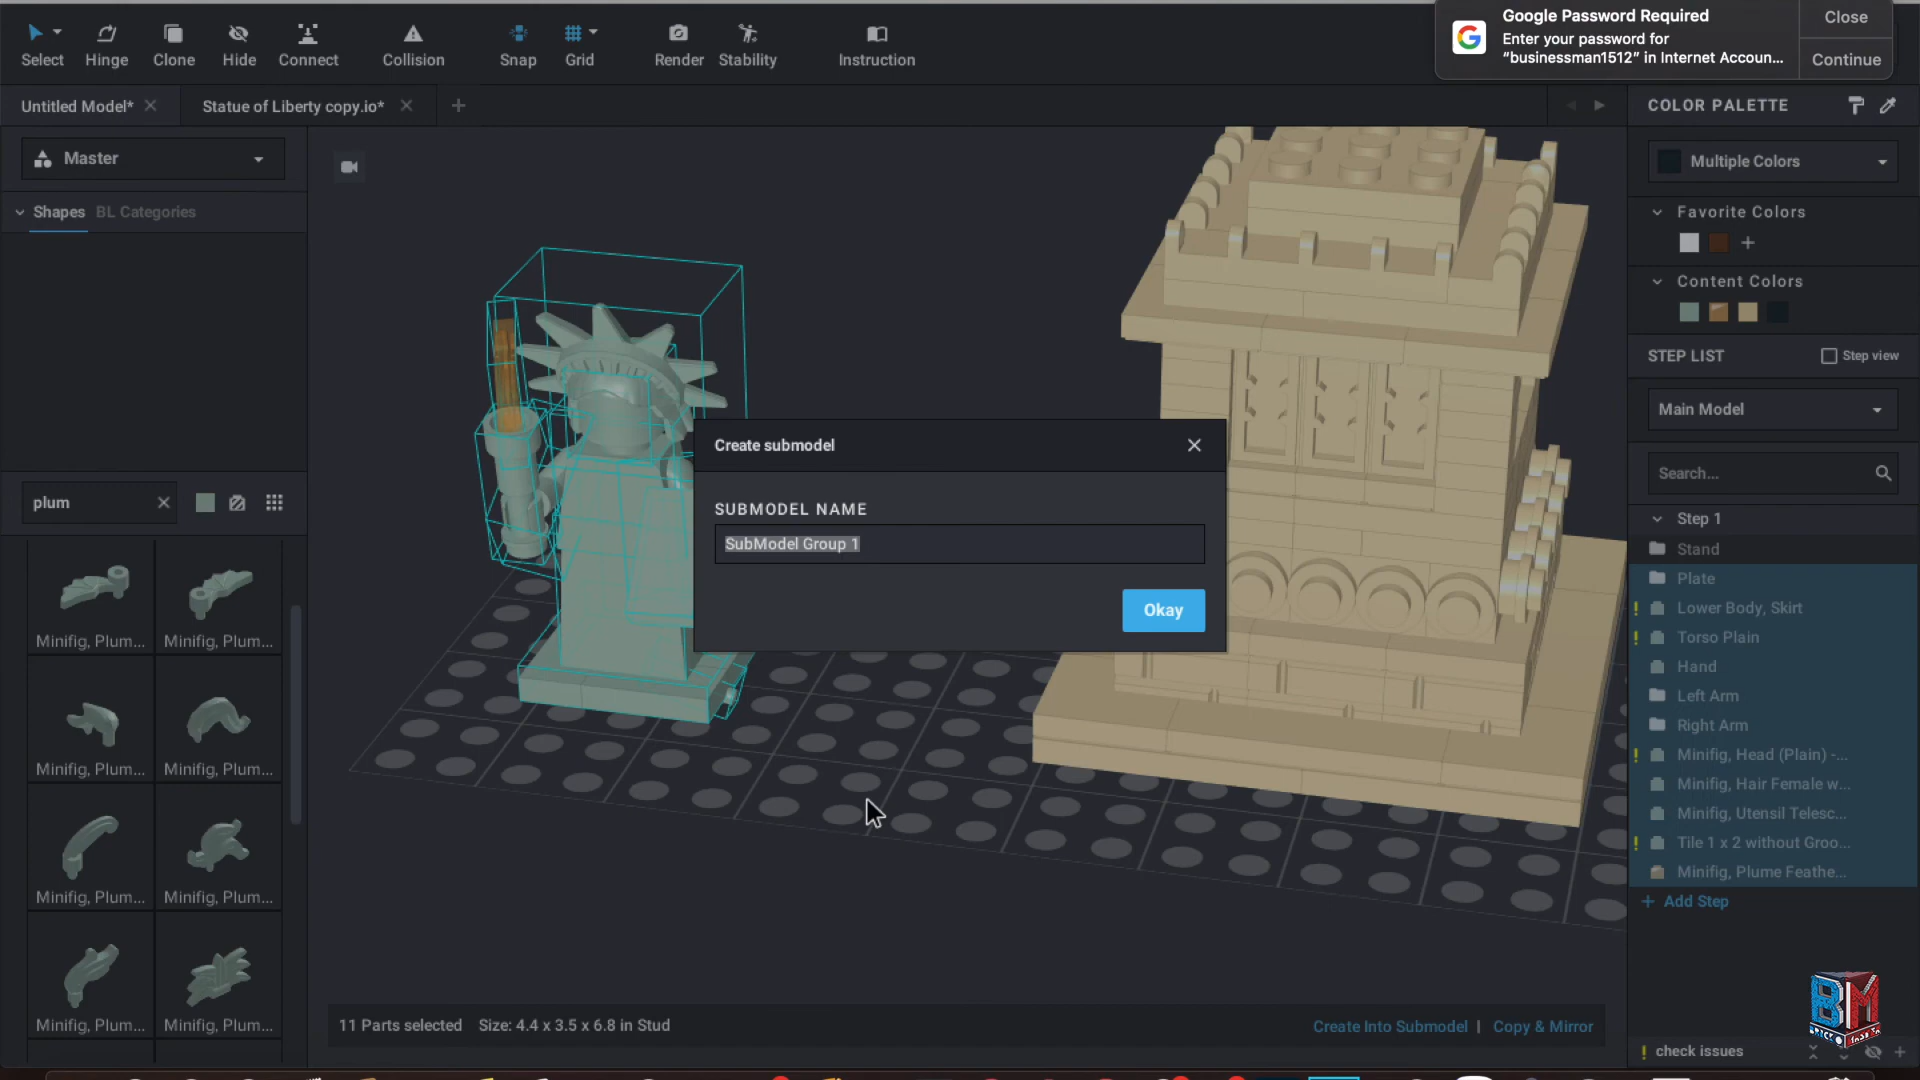 Select
Hinge
Clone
Hide
Connect
Collision
Snap
Grid
Render
Stability
Instruction
Google Password Required
Enter your password for
“businessman1512” in Internet Accoun...
Close
Continue
Untitled Model*
Statue of Liberty copy.io*
Master
Shapes
BL Categories
plum
Minifig, Plum...
Minifig, Plum...
Minifig, Plum...
Minifig, Plum...
Minifig, Plum...
Minifig, Plum...
Minifig, Plum...
Minifig, Plum...
Create submodel
SUBMODEL NAME
SubModel Group 1
Okay
11 Parts selected
Size: 4.4 x 3.5 x 6.8 in Stud
Create Into Submodel | Copy & Mirror
COLOR PALETTE
Multiple Colors
Favorite Colors
Content Colors
STEP LIST
Step view
Main Model
Search...
Step 1
Stand
Plate
Lower Body, Skirt
Torso Plain
Hand
Left Arm
Right Arm
Minifig, Head (Plain) -...
Minifig, Hair Female w...
Minifig, Utensil Telesc...
Tile 1 x 2 without Groo...
Minifig, Plume Feathe...
+ Add Step
BM
check issues